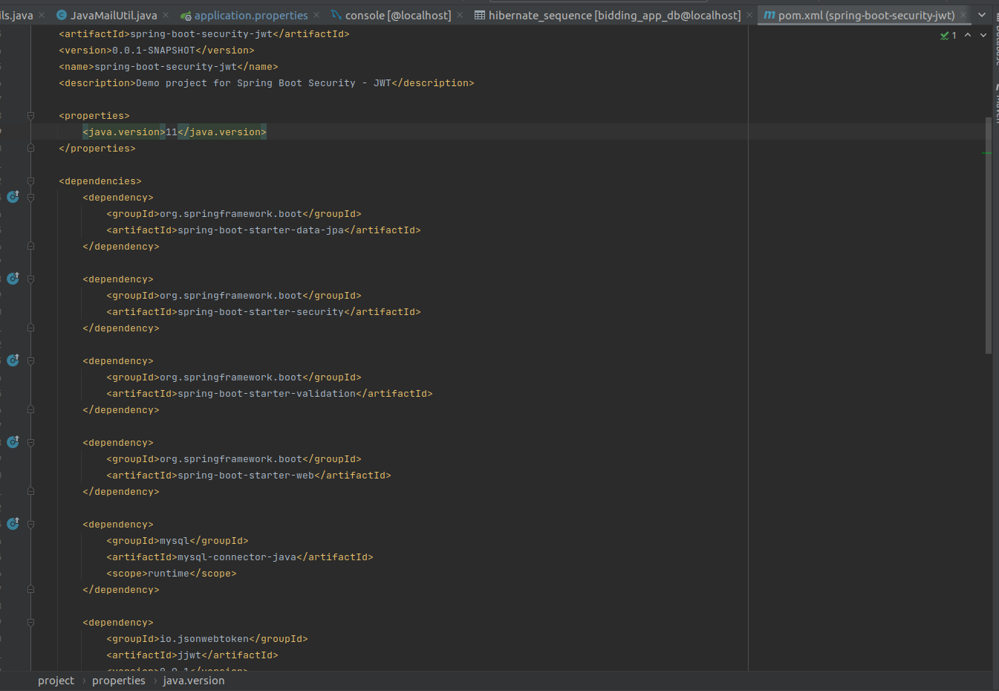 ils.java JavaMailUtil.java application.properties console [@localhost] hibernate_sequence [bidding_app_db@localhost] pom.xml (spring-boot-security-jwt)
1
<artifactId>spring-boot-security-jwt</artifactId>
<version>0.0.1-SNAPSHOT</version>
<name>spring-boot-security-jwt</name>
<description>Demo project for Spring Boot Security - JWT</description>
<properties>
<java.version>11</java.version>
</properties>
<dependencies>
<dependency>
<groupId>org.springframework.boot</groupId>
<artifactId>spring-boot-starter-data-jpa</artifactId>
</dependency>
<dependency>
<groupId>org.springframework.boot</groupId>
<artifactId>spring-boot-starter-security</artifactId>
</dependency>
<dependency>
<groupId>org.springframework.boot</groupId>
<artifactId>spring-boot-starter-validation</artifactId>
</dependency>
<dependency>
<groupId>org.springframework.boot</groupId>
<artifactId>spring-boot-starter-web</artifactId>
</dependency>
<dependency>
<groupId>mysql</groupId>
<artifactId>mysql-connector-java</artifactId>
<scope>runtime</scope>
</dependency>
<dependency>
<groupId>io.jsonwebtoken</groupId>
<artifactId>jjwt</artifactId>
<version>0.9.1</version>
project › properties › java.version